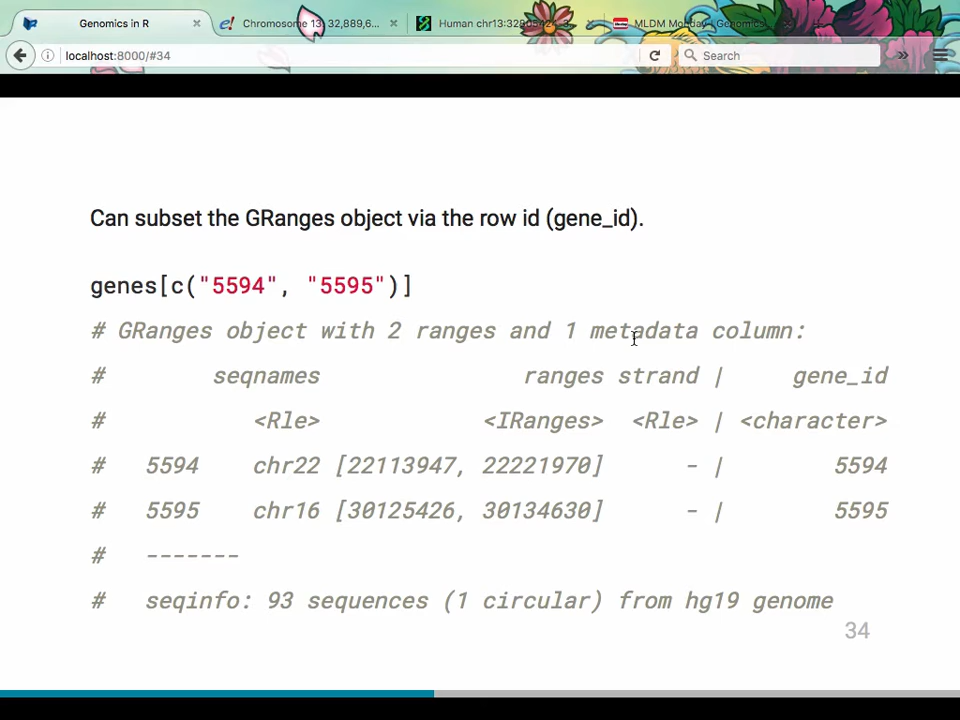 Genomics in R
Chromosome 13: 32,889,6...
Human chr13:32805424-3...
MLDM Monday - Genomics
localhost:8000/#34
Search
Can subset the GRanges object via the row id (gene_id).
genes[c("5594", "5595")]
# GRanges object with 2 ranges and 1 metadata column:
# seqnames ranges strand | gene_id
# <Rle> <IRanges> <Rle> | <character>
# 5594 chr22 [22113947, 22221970] - | 5594
# 5595 chr16 [30125426, 30134630] - | 5595
# -------
# seqinfo: 93 sequences (1 circular) from hg19 genome
34